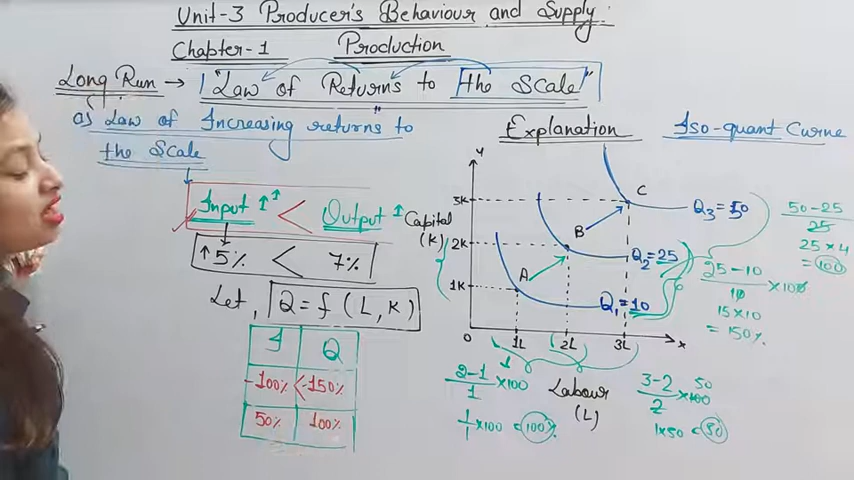 Unit-3 Producer's Behaviour and Supply
Chapter-1 Production
Long Run → "Law of Returns to the Scale"
a) Law of Increasing returns to
the Scale
Input ↑↑ < Output ↑
↑5% < 7%
Let, Q = f (L, K)
I Q
-100% < -150%
50% 100%
Explanation Iso-quant Curve
Y
Capital
(K)
3K
2K
1K
0
1L 2L 3L X
Labour
(L)
A
B
C
Q3 = 50
Q2 = 25
Q1 = 10
2-1/1 ×100
1/1 ×100 = 100%
3-2/2 ×100 50
1×50 = 50
50-25
25
25×4
= 100
25-10/10 ×100
15×10
= 150%